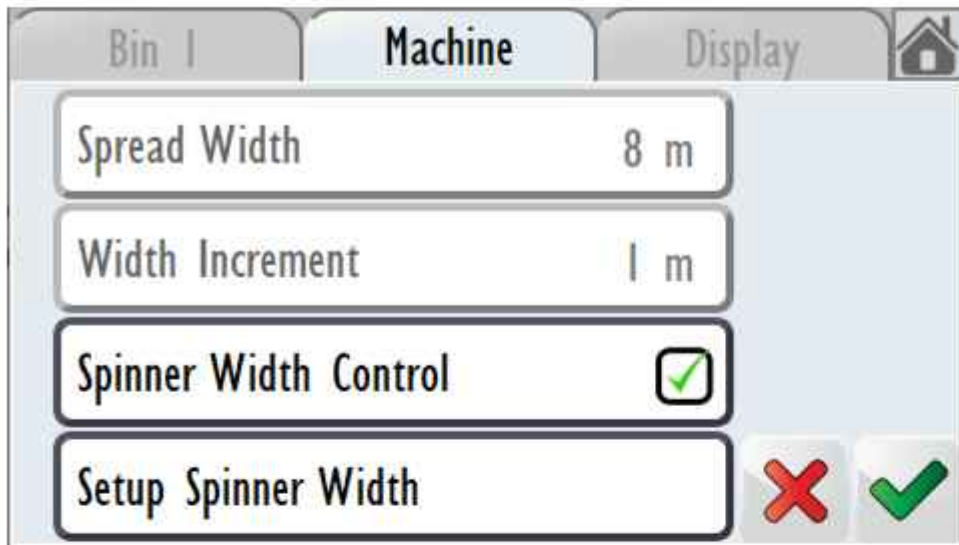 Bin 1 Machine Display
Spread Width 8 m
Width Increment 1 m
Spinner Width Control
Setup Spinner Width